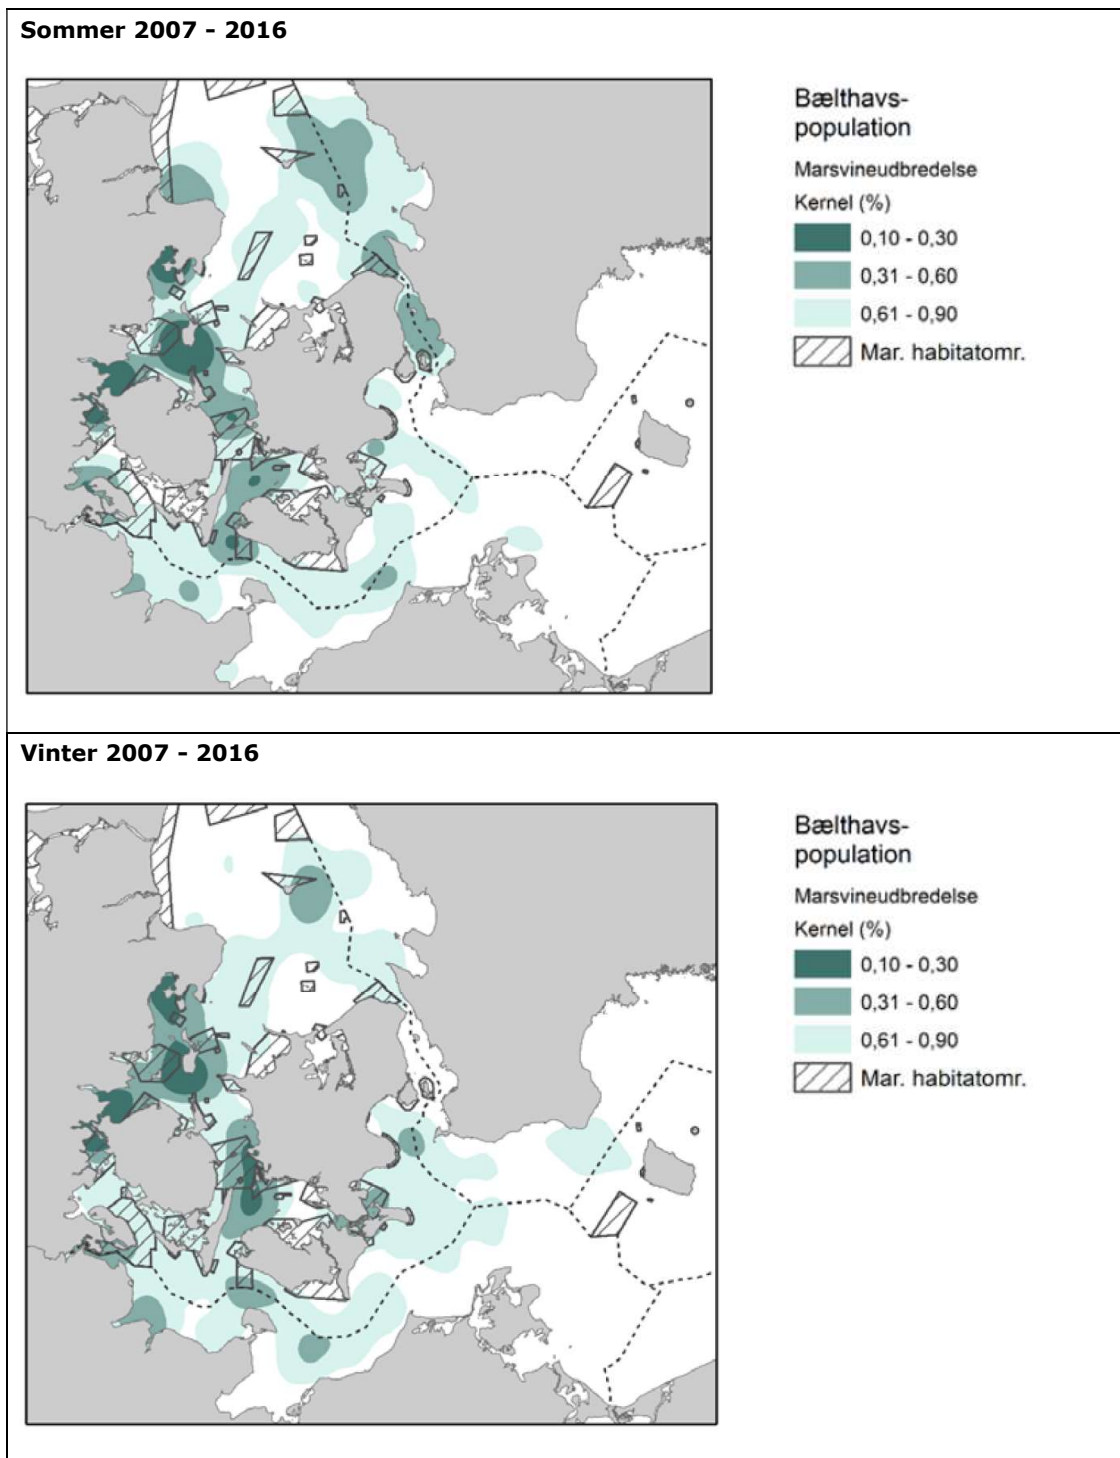 Sommer 2007 - 2016
Bælthavs-
population
Marsvineudbredelse
Kernel (%)
0,10 - 0,30
0,31 - 0,60
0,61 - 0,90
Mar. habitatomr.
Vinter 2007 - 2016
Bælthavs-
population
Marsvineudbredelse
Kernel (%)
0,10 - 0,30
0,31 - 0,60
0,61 - 0,90
Mar. habitatomr.